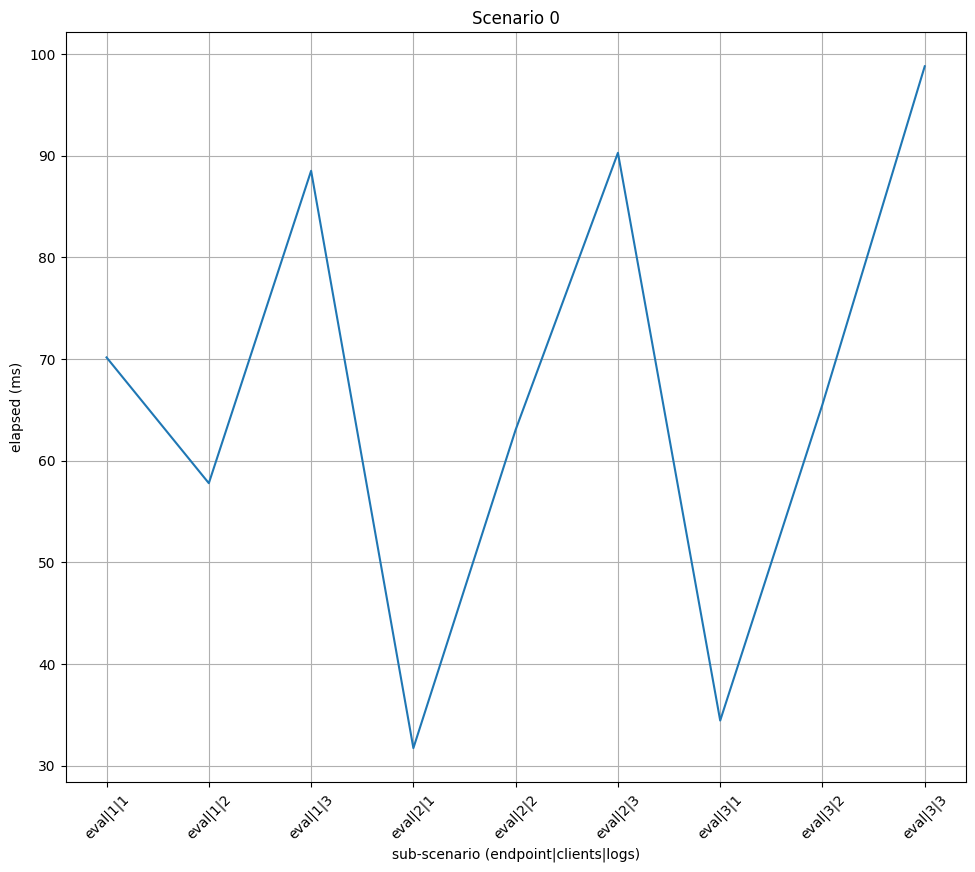 Scenario 0
100
90
80
70
60
50
40
30
elapsed (ms)
eval|1|1
eval|1|2
eval|1|3
eval|2|1
eval|2|2
eval|2|3
eval|3|1
eval|3|2
eval|3|3
sub-scenario (endpoint|clients|logs)